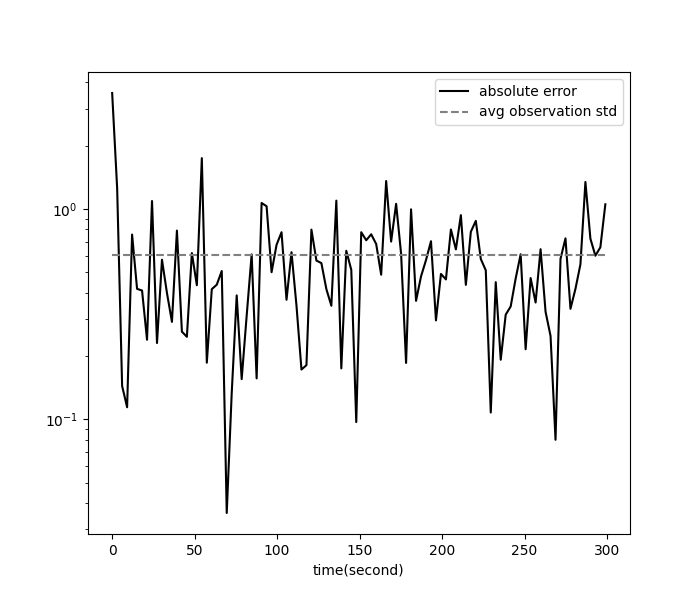 absolute error
avg observation std
10⁰
10⁻¹
0 50 100 150 200 250 300
time(second)